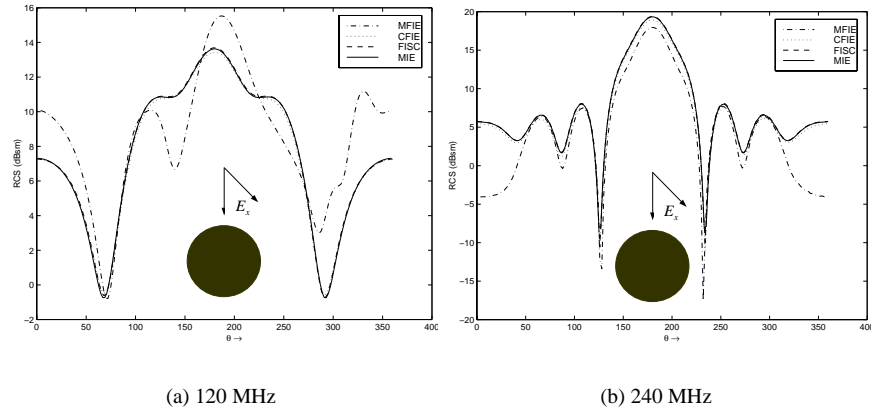 16
14
12
10
8
6
4
2
0
−2
RCS (dBsm)
0 50 100 150 200 250 300 350 400
θ →
MFIE
CFIE
FISC
MIE
E_x
(a) 120 MHz
20
15
10
5
0
−5
−10
−15
−20
RCS (dBsm)
0 50 100 150 200 250 300 350 400
θ →
MFIE
CFIE
FISC
MIE
E_x
(b) 240 MHz